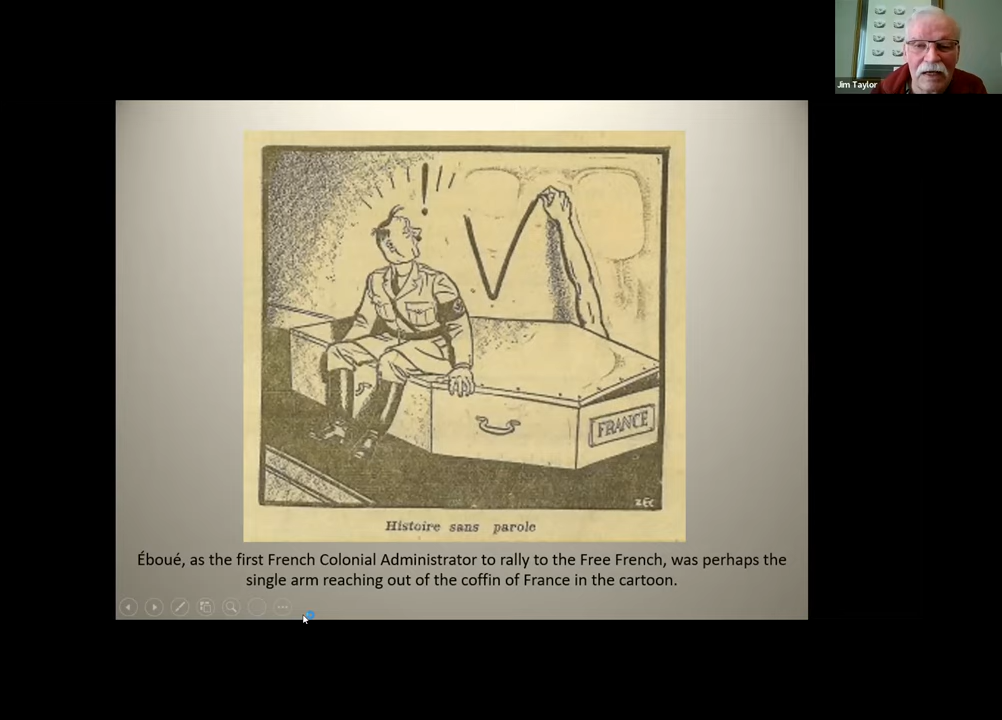 Jim Taylor
!
V
FRANCE
ZEC
Histoire sans parole
Éboué, as the first French Colonial Administrator to rally to the Free French, was perhaps the
single arm reaching out of the coffin of France in the cartoon.